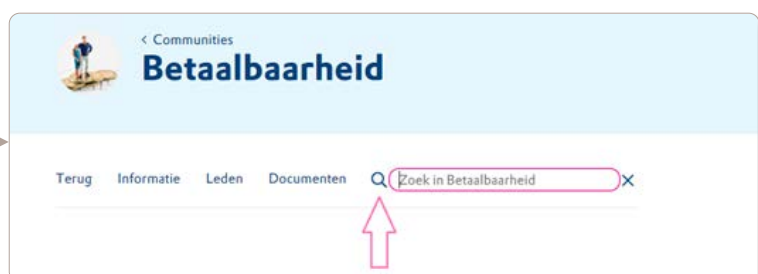 < Communities
Betaalbaarheid
Terug Informatie Leden Documenten Zoek in Betaalbaarheid ×